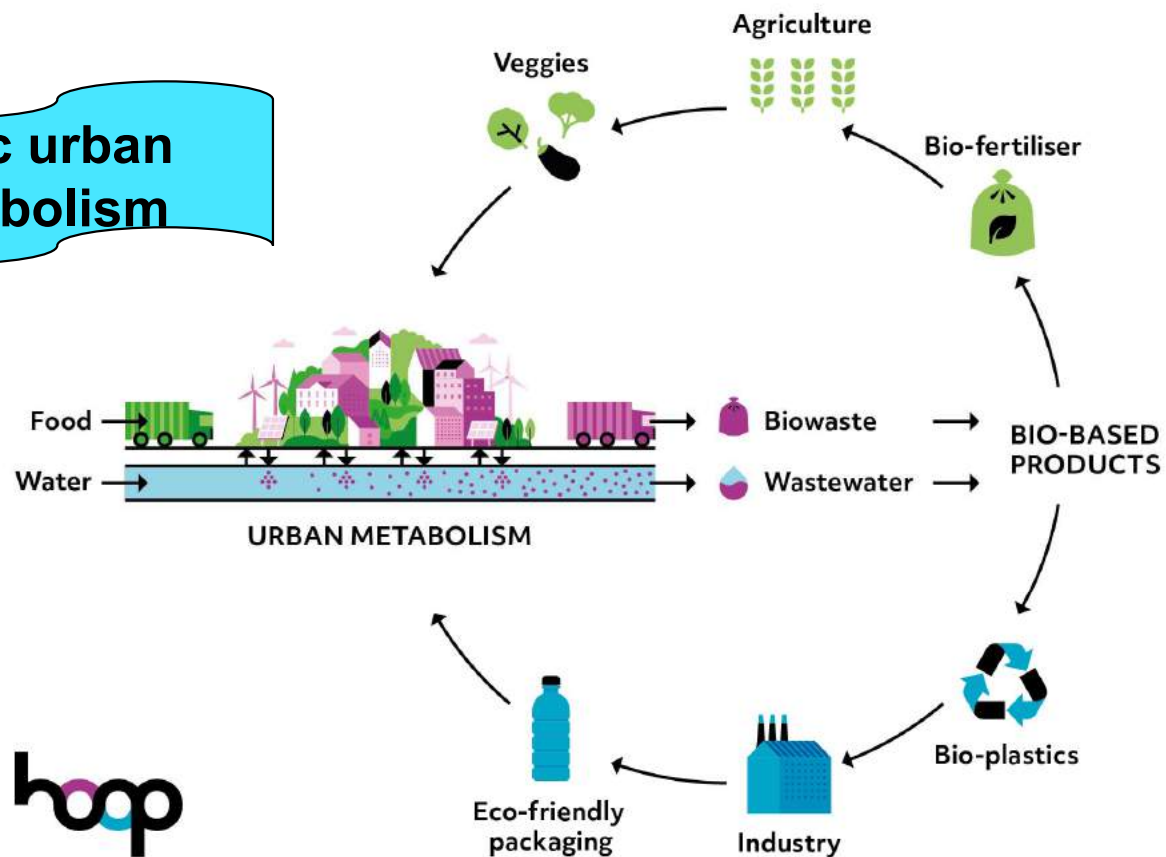 c urban
bolism
Agriculture
Veggies
Bio-fertiliser
Food
Biowaste
BIO-BASED
PRODUCTS
Water
Wastewater
URBAN METABOLISM
Bio-plastics
Eco-friendly
packaging
Industry
hoop